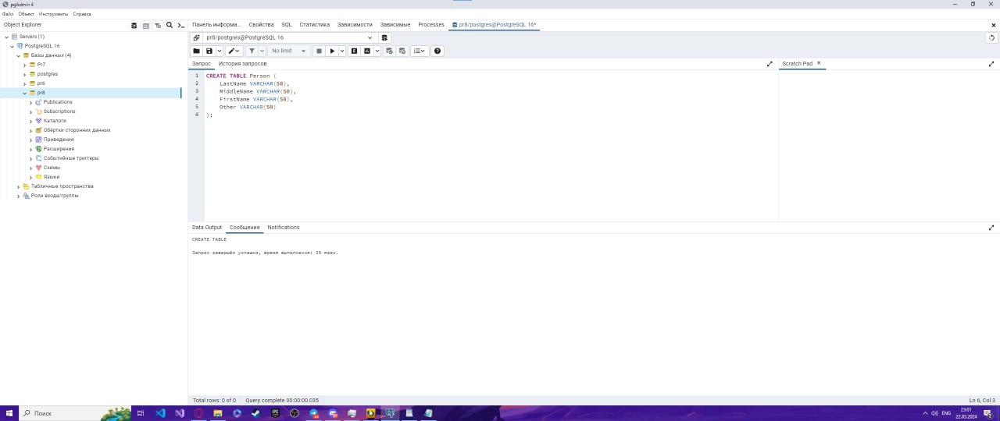 pgAdmin 4
Файл Объект Инструменты Справка
Object Explorer
Панель информа... Свойства SQL Статистика Зависимости Зависимые Processes pr8/postgres@PostgreSQL 16*
Servers (1)
PostgreSQL 16
Базы данных (4)
Pr7
postgres
pr6
pr8
Publications
Subscriptions
Каталоги
Обёртки сторонних данных
Приведения
Расширения
Событийные триггеры
Схемы
Языки
Табличные пространства
Роли входа/группы
pr8/postgres@PostgreSQL 16
No limit
Запрос История запросов
Scratch Pad
1 CREATE TABLE Person (
2 LastName VARCHAR(50),
3 MiddleName VARCHAR(50),
4 FirstName VARCHAR(50),
5 Other VARCHAR(50)
6 );
Data Output Сообщения Notifications
CREATE TABLE
Запрос завершён успешно, время выполнения: 35 msec.
Total rows: 0 of 0 Query complete 00:00:00.035
Ln 6, Col 3
Поиск
ENG
23:01
22.03.2024